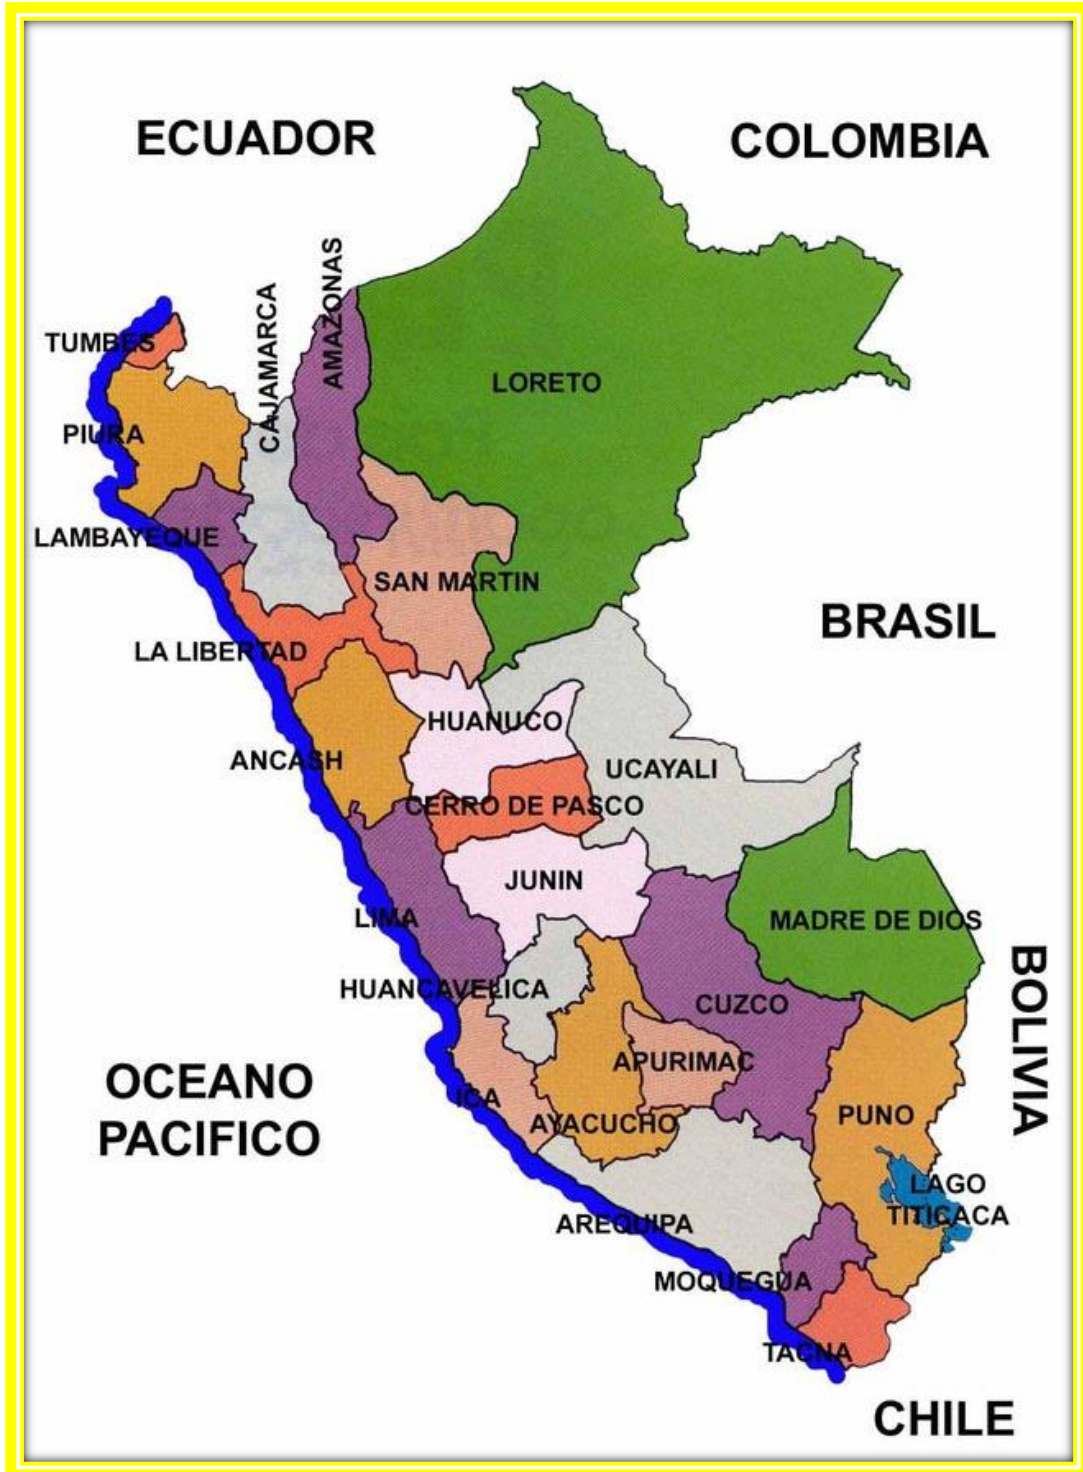 ECUADOR
COLOMBIA
AMAZONAS
CAJAMARCA
TUMBES
LORETO
PIURA
LAMBAYEQUE
SAN MARTIN
BRASIL
LA LIBERTAD
HUANUCO
ANCASH
UCAYALI
CERRO DE PASCO
JUNIN
LIMA
MADRE DE DIOS
HUANCAVELICA
CUZCO
BOLIVIA
OCEANO
PACIFICO
APURIMAC
ICA
AYACUCHO
PUNO
LAGO
TITICACA
AREQUIPA
MOQUEGUA
TACNA
CHILE